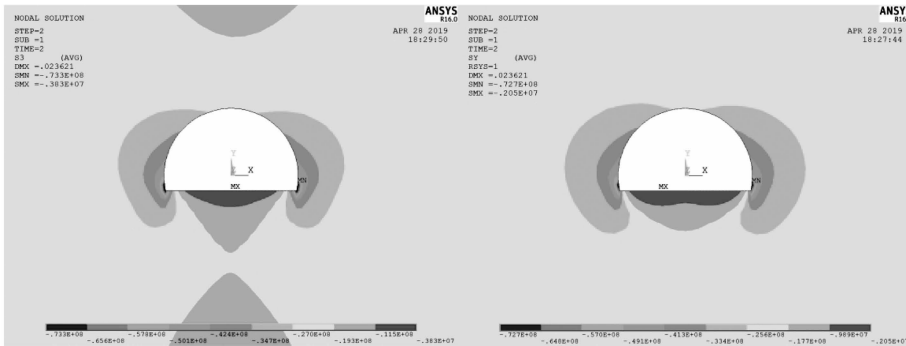 NODAL SOLUTION
STEP=2
SUB =1
TIME=2
S3 (AVG)
DMX =.023621
SMN =-.733E+08
SMX =-.383E+07
ANSYS
R16.0
APR 28 2019
18:29:50
Y
Z X
MX
MN
-.733E+08 -.578E+08 -.424E+08 -.270E+08 -.115E+08
-.656E+08 -.501E+08 -.347E+08 -.193E+08 -.383E+07
NODAL SOLUTION
STEP=2
SUB =1
TIME=2
SY (AVG)
RSYS=1
DMX =.023621
SMN =-.727E+08
SMX =-.205E+07
ANSYS
R16
APR 28 2019
18:27:44
Y
Z X
MX
MN
-.727E+08 -.570E+08 -.413E+08 -.256E+08 -.989E+07
-.648E+08 -.491E+08 -.334E+08 -.177E+08 -.205E+07